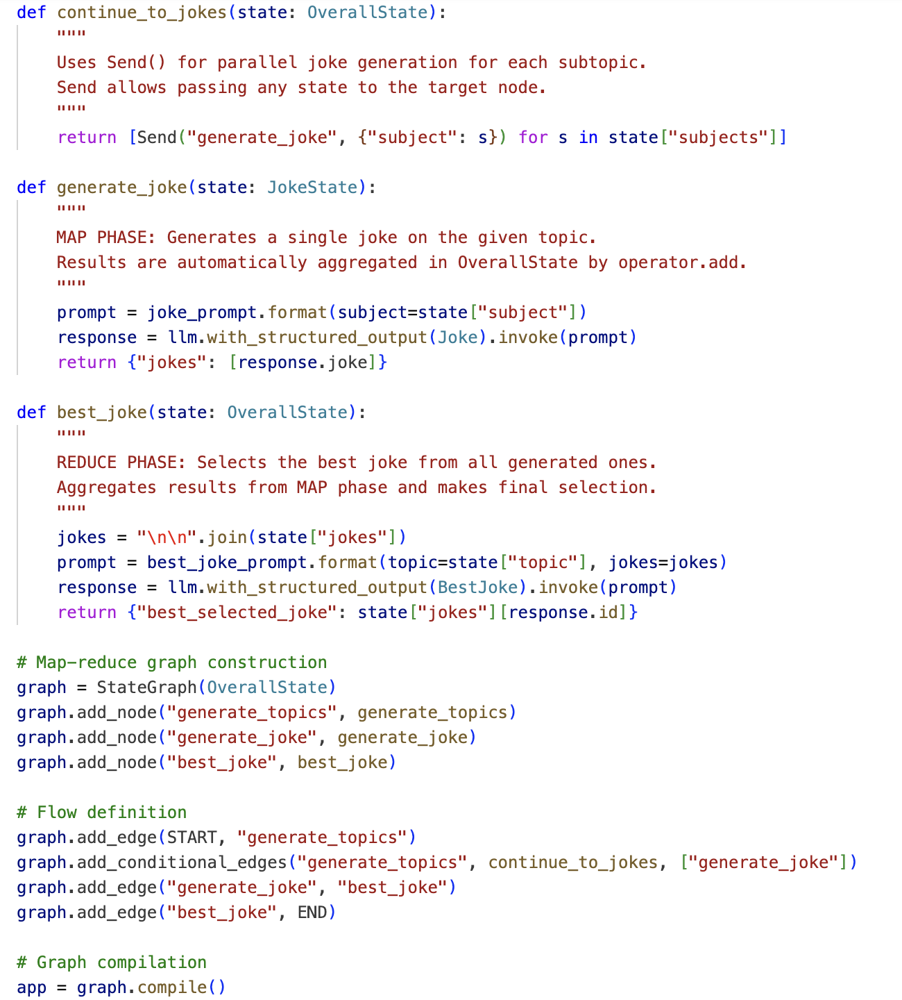 def continue_to_jokes(state: OverallState):
    """
    Uses Send() for parallel joke generation for each subtopic.
    Send allows passing any state to the target node.
    """
    return [Send("generate_joke", {"subject": s}) for s in state["subjects"]]

def generate_joke(state: JokeState):
    """
    MAP PHASE: Generates a single joke on the given topic.
    Results are automatically aggregated in OverallState by operator.add.
    """
    prompt = joke_prompt.format(subject=state["subject"])
    response = llm.with_structured_output(Joke).invoke(prompt)
    return {"jokes": [response.joke]}

def best_joke(state: OverallState):
    """
    REDUCE PHASE: Selects the best joke from all generated ones.
    Aggregates results from MAP phase and makes final selection.
    """
    jokes = "\n\n".join(state["jokes"])
    prompt = best_joke_prompt.format(topic=state["topic"], jokes=jokes)
    response = llm.with_structured_output(BestJoke).invoke(prompt)
    return {"best_selected_joke": state["jokes"][response.id]}

# Map-reduce graph construction
graph = StateGraph(OverallState)
graph.add_node("generate_topics", generate_topics)
graph.add_node("generate_joke", generate_joke)
graph.add_node("best_joke", best_joke)

# Flow definition
graph.add_edge(START, "generate_topics")
graph.add_conditional_edges("generate_topics", continue_to_jokes, ["generate_joke"])
graph.add_edge("generate_joke", "best_joke")
graph.add_edge("best_joke", END)

# Graph compilation
app = graph.compile()